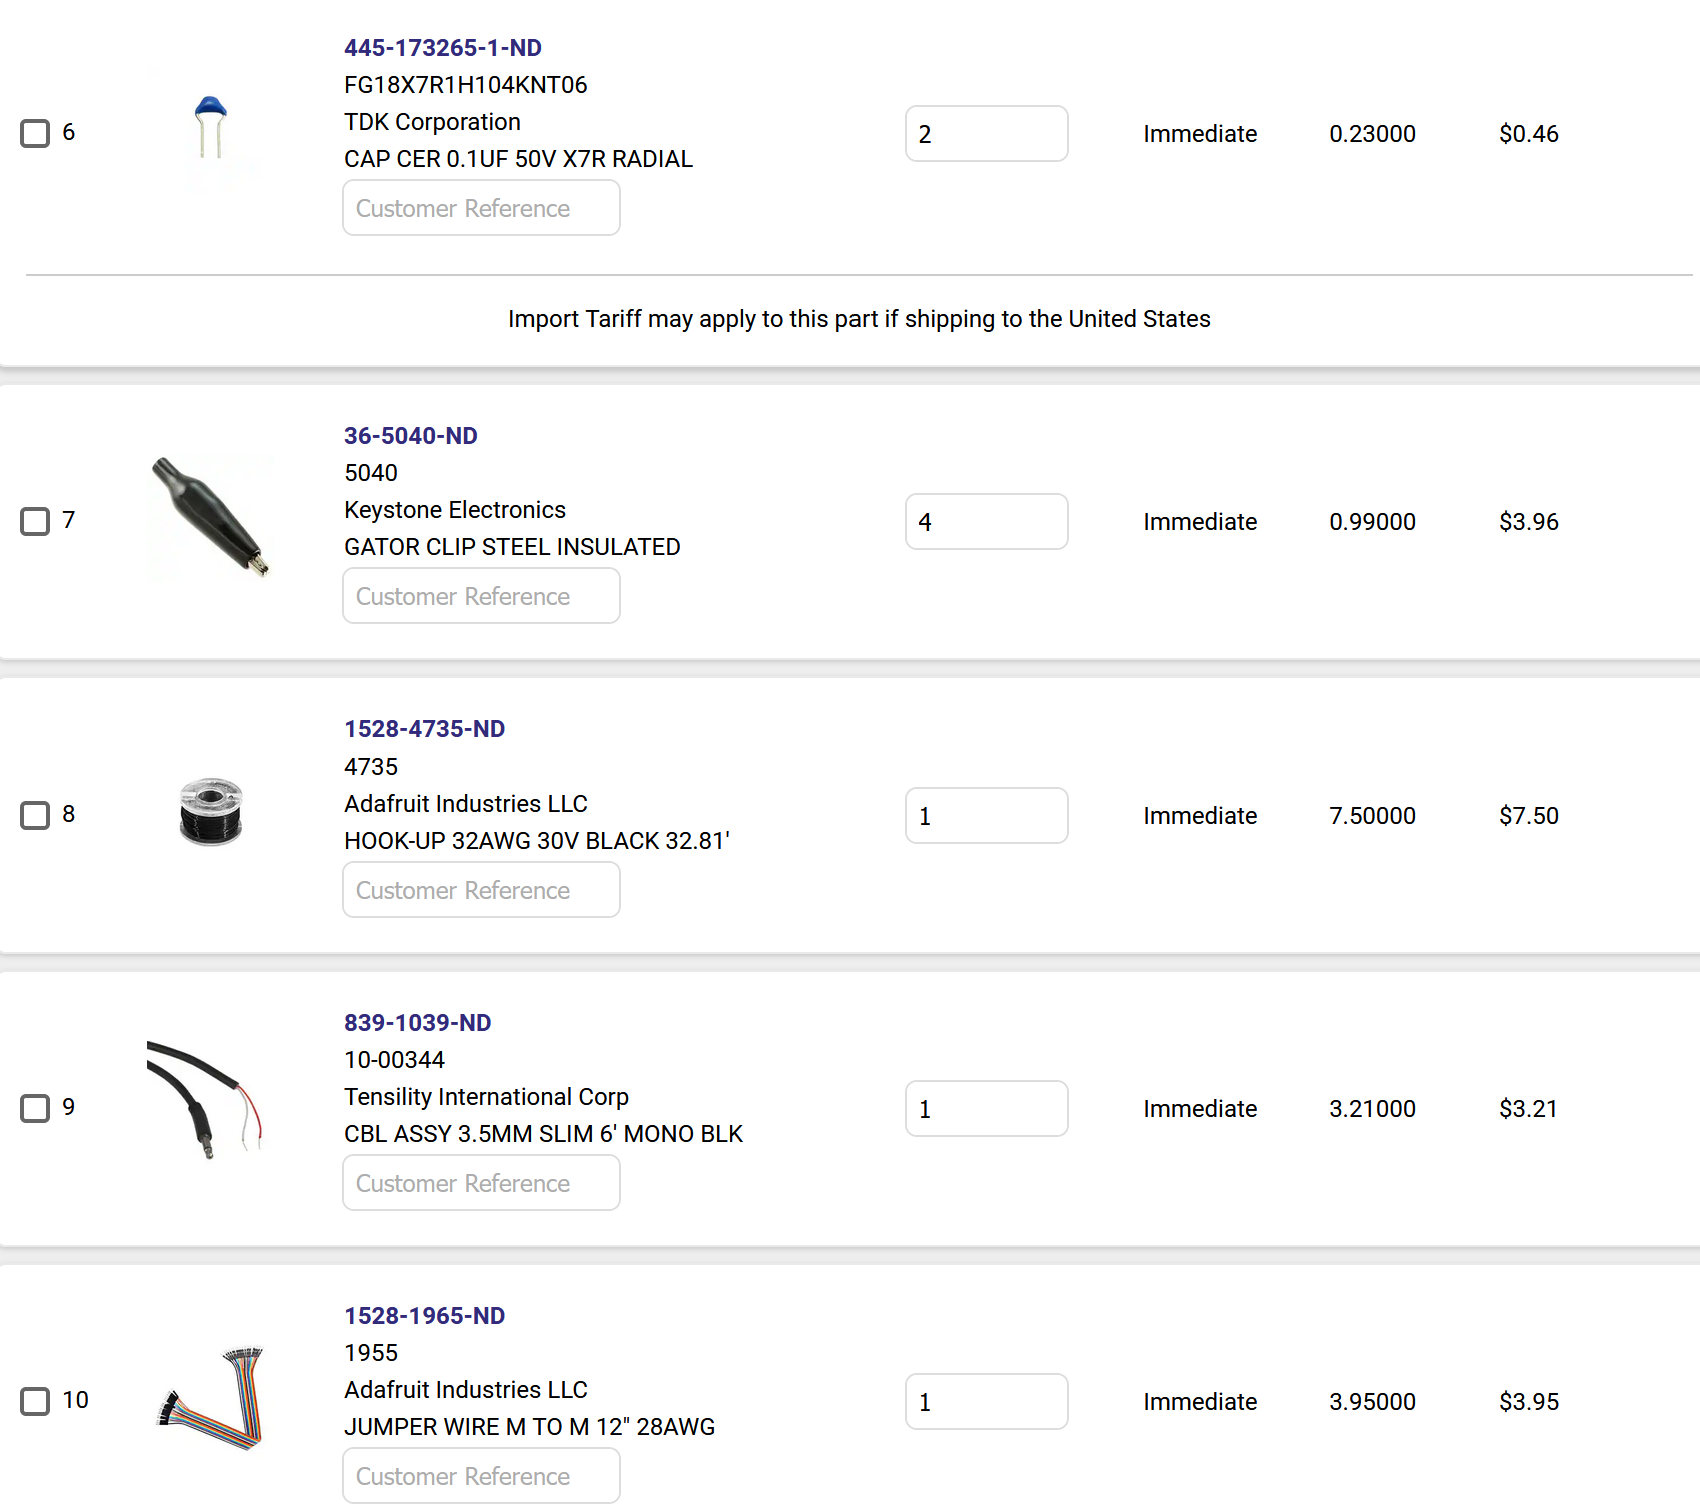 445-173265-1-ND
FG18X7R1H104KNT06
TDK Corporation
CAP CER 0.1UF 50V X7R RADIAL
Customer Reference
6
2
Immediate
0.23000
$0.46
Import Tariff may apply to this part if shipping to the United States
36-5040-ND
5040
Keystone Electronics
GATOR CLIP STEEL INSULATED
Customer Reference
7
4
Immediate
0.99000
$3.96
1528-4735-ND
4735
Adafruit Industries LLC
HOOK-UP 32AWG 30V BLACK 32.81'
Customer Reference
8
1
Immediate
7.50000
$7.50
839-1039-ND
10-00344
Tensility International Corp
CBL ASSY 3.5MM SLIM 6' MONO BLK
Customer Reference
9
1
Immediate
3.21000
$3.21
1528-1965-ND
1955
Adafruit Industries LLC
JUMPER WIRE M TO M 12" 28AWG
Customer Reference
10
1
Immediate
3.95000
$3.95